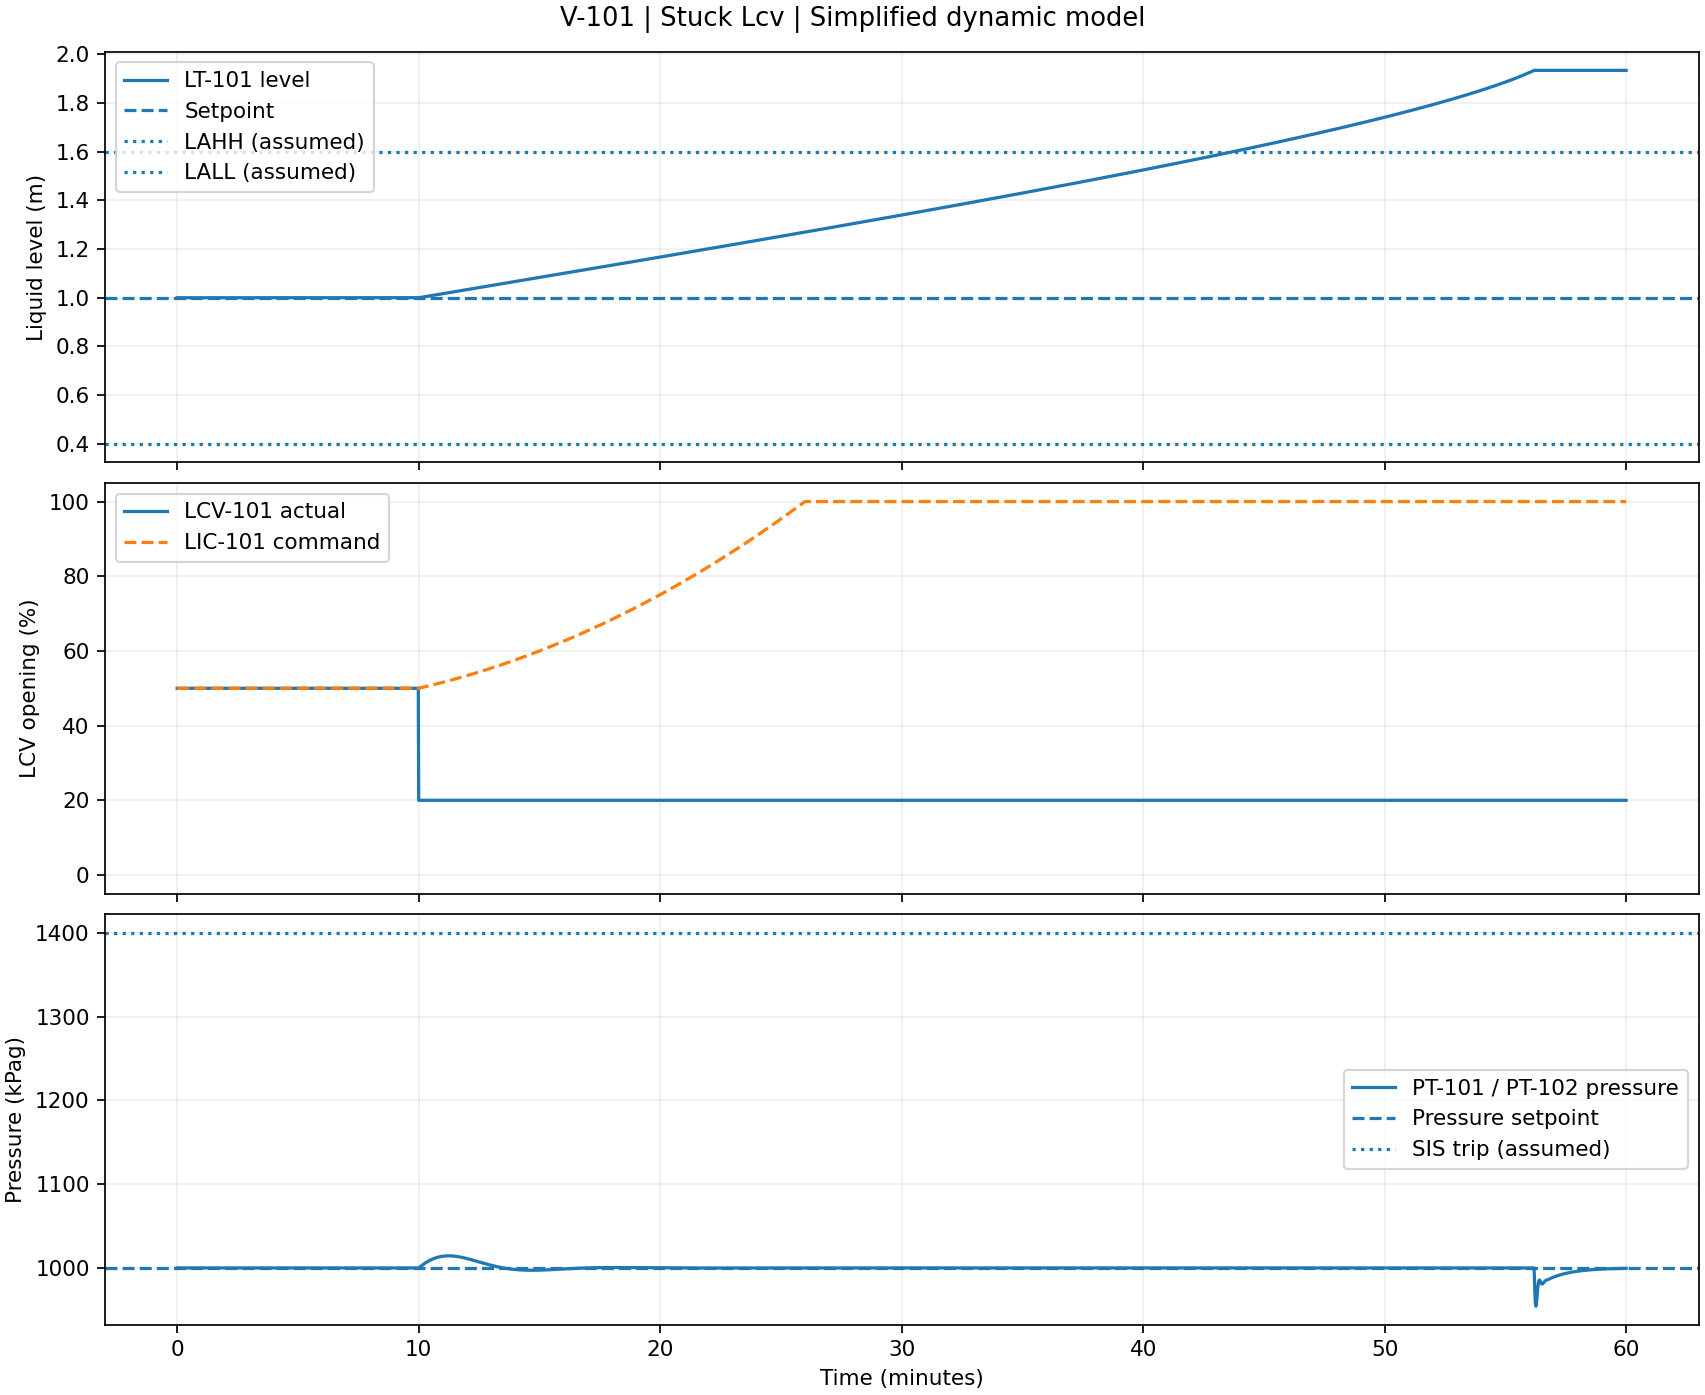 V-101 | Stuck Lcv | Simplified dynamic model
2.0
1.8
1.6
1.4
1.2
1.0
0.8
0.6
0.4
Liquid level (m)
LT-101 level
Setpoint
LAHH (assumed)
LALL (assumed)
100
80
60
40
20
0
LCV opening (%)
LCV-101 actual
LIC-101 command
1400
1300
1200
1100
1000
Pressure (kPag)
PT-101 / PT-102 pressure
Pressure setpoint
SIS trip (assumed)
0 10 20 30 40 50 60
Time (minutes)